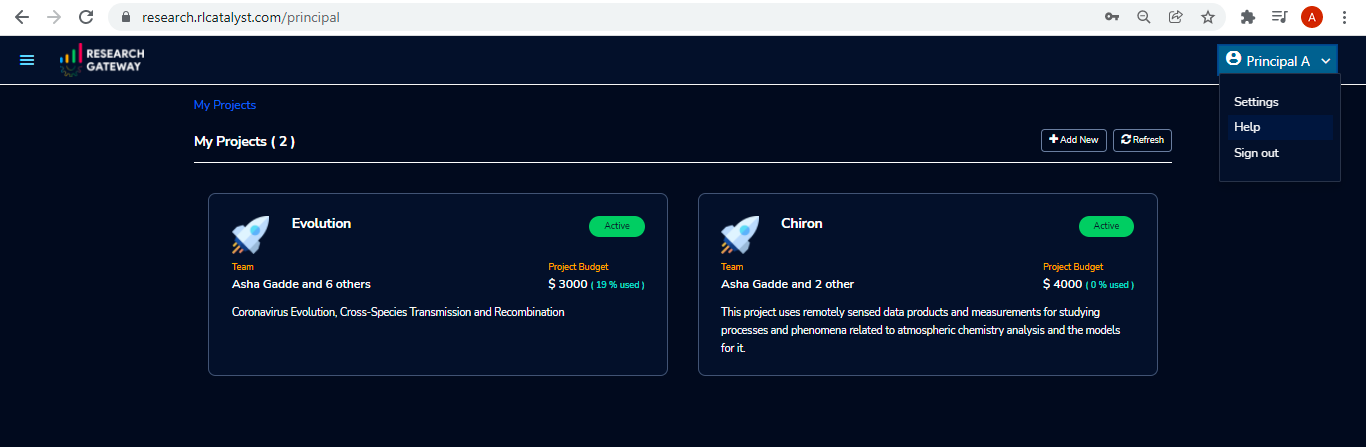 research.rlcatalyst.com/principal
A
RESEARCH
GATEWAY
Principal A
Settings
Help
Sign out
My Projects
My Projects ( 2 )
Add New
Refresh
Evolution
Active
Team
Project Budget
Asha Gadde and 6 others
$ 3000 ( 19 % used )
Coronavirus Evolution, Cross-Species Transmission and Recombination
Chiron
Active
Team
Project Budget
Asha Gadde and 2 other
$ 4000 ( 0 % used )
This project uses remotely sensed data products and measurements for studying
processes and phenomena related to atmospheric chemistry analysis and the models
for it.